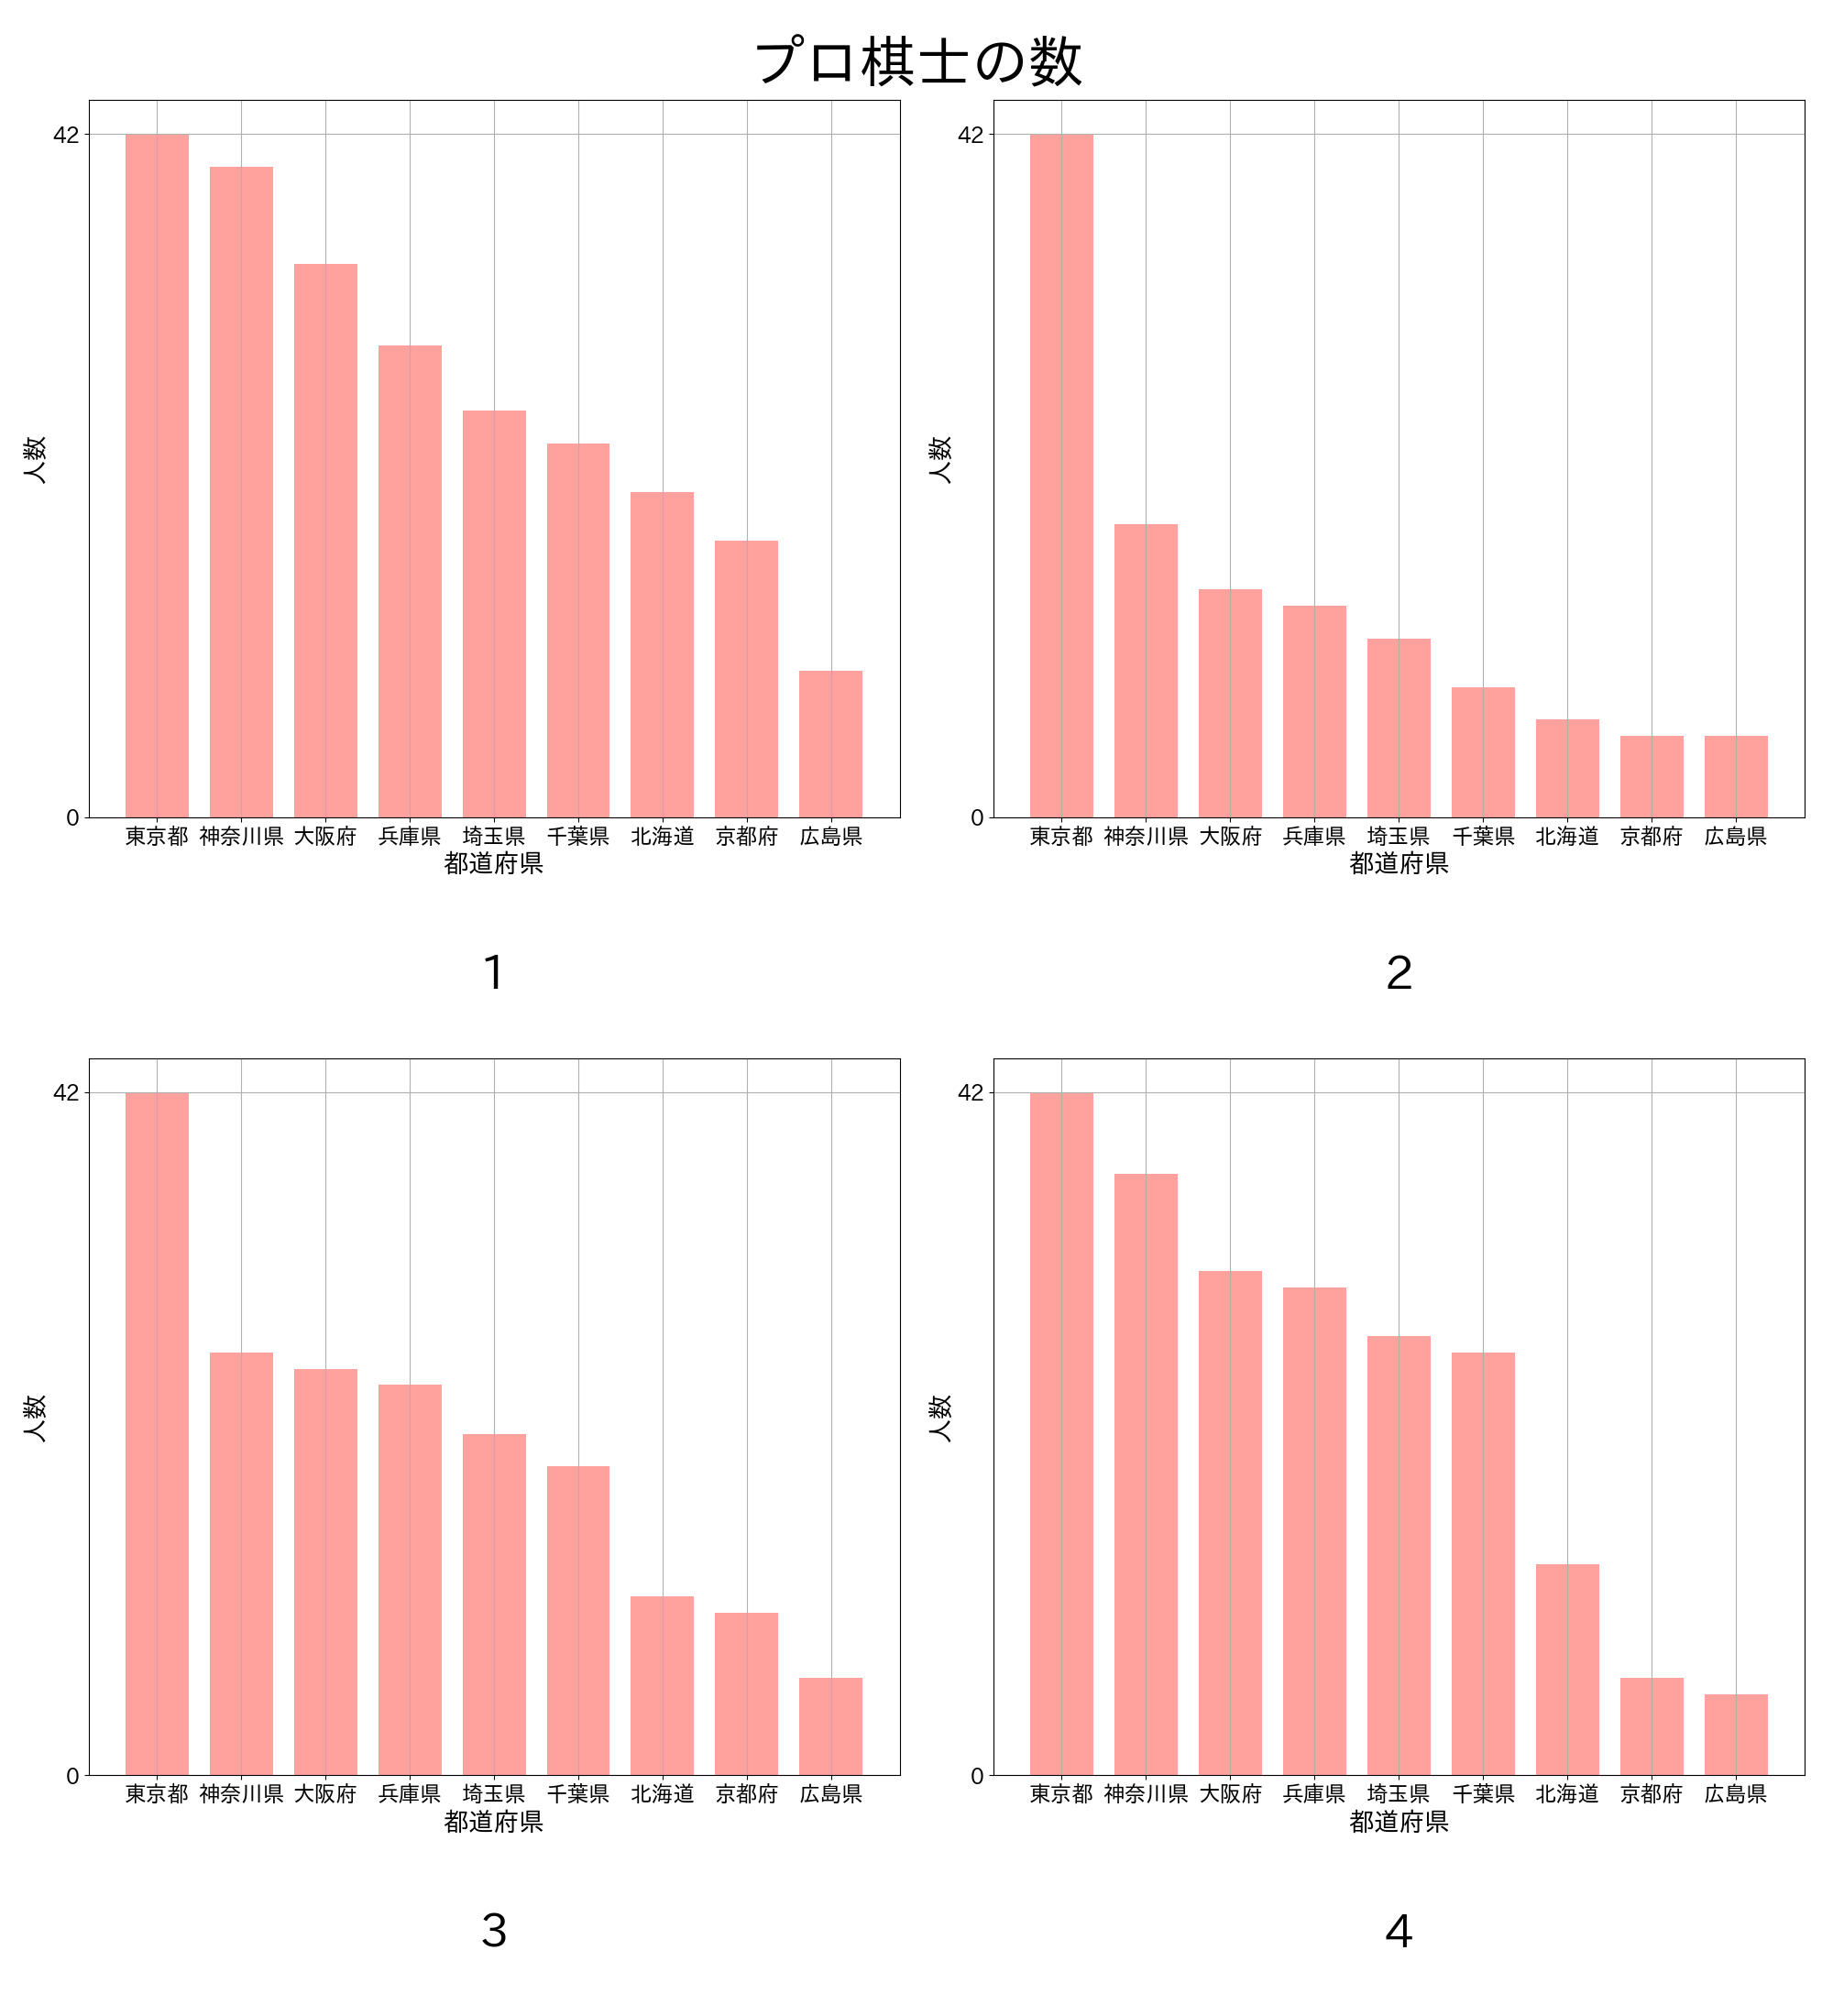 プロ棋士の数
42
0
人数
東京都 神奈川県 大阪府 兵庫県 埼玉県 千葉県 北海道 京都府 広島県
都道府県
1
42
0
人数
東京都 神奈川県 大阪府 兵庫県 埼玉県 千葉県 北海道 京都府 広島県
都道府県
2
42
0
人数
東京都 神奈川県 大阪府 兵庫県 埼玉県 千葉県 北海道 京都府 広島県
都道府県
3
42
0
人数
東京都 神奈川県 大阪府 兵庫県 埼玉県 千葉県 北海道 京都府 広島県
都道府県
4